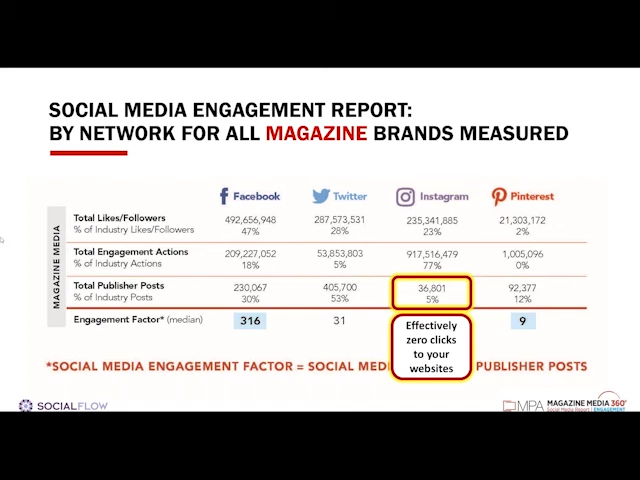 SOCIAL MEDIA ENGAGEMENT REPORT:
BY NETWORK FOR ALL MAGAZINE BRANDS MEASURED
Facebook Twitter Instagram Pinterest
MAGAZINE MEDIA
Total Likes/Followers 492,656,948 287,573,531 235,341,885 21,303,172
% of Industry Likes/Followers 47% 28% 23% 2%
Total Engagement Actions 209,227,052 53,853,803 917,516,479 1,005,096
% of Industry Actions 18% 5% 77% 0%
Total Publisher Posts 230,067 405,700 36,801 92,377
% of Industry Posts 30% 53% 5% 12%
Engagement Factor* (median) 316 31 9
Effectively
zero clicks
to your
websites
*SOCIAL MEDIA ENGAGEMENT FACTOR = SOCIAL MED PUBLISHER POSTS
SOCIALFLOW
MPA MAGAZINE MEDIA 360°
Social Media Report | ENGAGEMENT